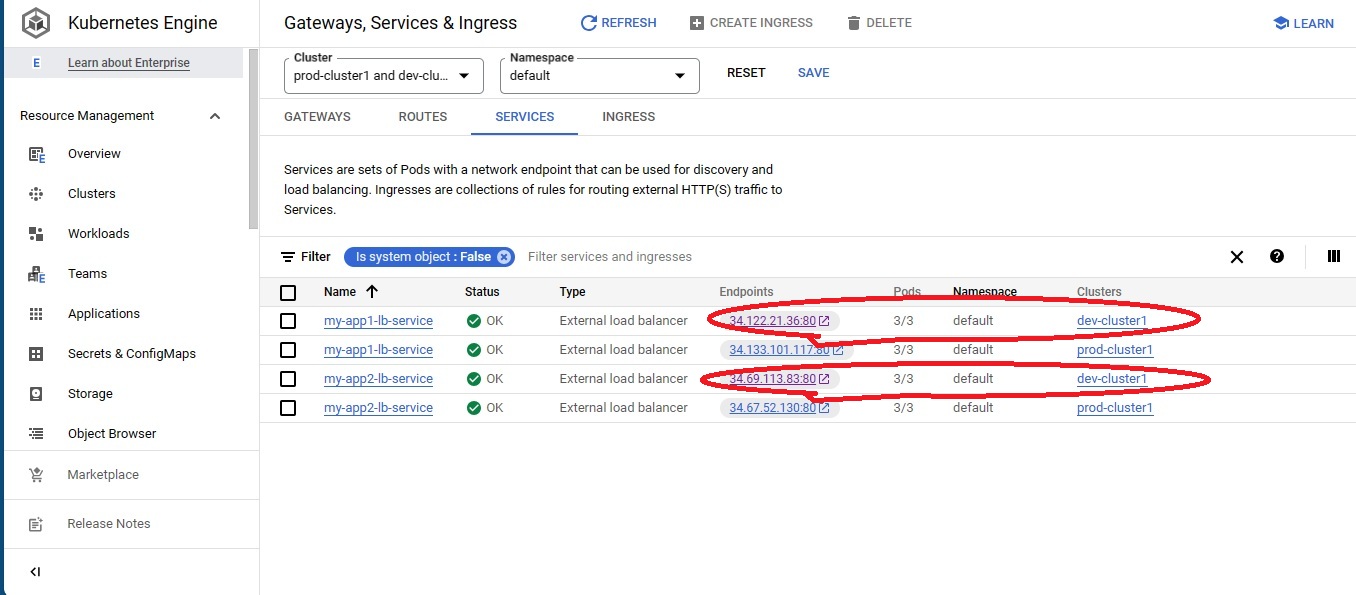 Kubernetes Engine
Gateways, Services & Ingress
REFRESH
CREATE INGRESS
DELETE
LEARN
E
Learn about Enterprise
Cluster
prod-cluster1 and dev-clu...
Namespace
default
RESET
SAVE
Resource Management
Overview
Clusters
Workloads
Teams
Applications
Secrets & ConfigMaps
Storage
Object Browser
Marketplace
Release Notes
GATEWAYS
ROUTES
SERVICES
INGRESS
Services are sets of Pods with a network endpoint that can be used for discovery and
load balancing. Ingresses are collections of rules for routing external HTTP(S) traffic to
Services.
Filter
Is system object : False
Filter services and ingresses
Name Status Type Endpoints Pods Namespace Clusters
my-app1-lb-service OK External load balancer 34.122.21.36:80 3/3 default dev-cluster1
my-app1-lb-service OK External load balancer 34.133.101.117:80 3/3 default prod-cluster1
my-app2-lb-service OK External load balancer 34.69.113.83:80 3/3 default dev-cluster1
my-app2-lb-service OK External load balancer 34.67.52.130:80 3/3 default prod-cluster1